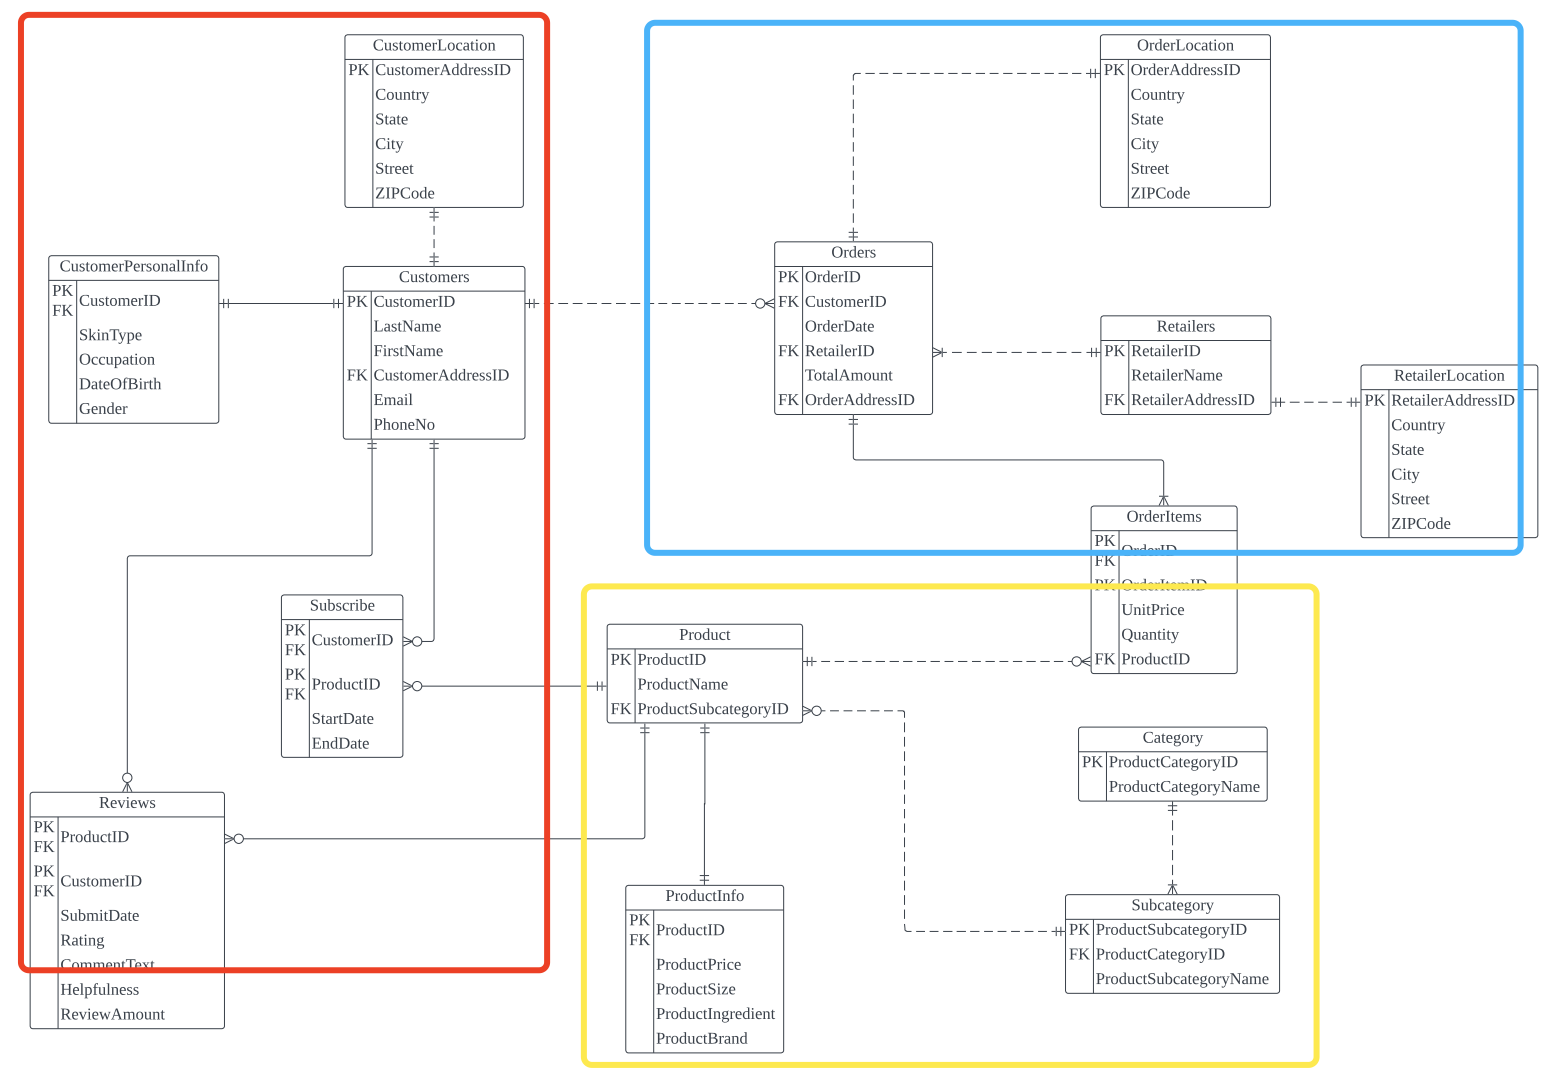 CustomerLocation
PK CustomerAddressID
Country
State
City
Street
ZIPCode
OrderLocation
PK OrderAddressID
Country
State
City
Street
ZIPCode
CustomerPersonalInfo
PK
FK CustomerID
SkinType
Occupation
DateOfBirth
Gender
Customers
PK CustomerID
LastName
FirstName
FK CustomerAddressID
Email
PhoneNo
Orders
PK OrderID
FK CustomerID
OrderDate
FK RetailerID
TotalAmount
FK OrderAddressID
Retailers
PK RetailerID
RetailerName
FK RetailerAddressID
RetailerLocation
PK RetailerAddressID
Country
State
City
Street
ZIPCode
OrderItems
PK
FK OrderID
PK OrderItemID
UnitPrice
Quantity
FK ProductID
Subscribe
PK
FK CustomerID
PK
FK ProductID
StartDate
EndDate
Product
PK ProductID
ProductName
FK ProductSubcategoryID
Category
PK ProductCategoryID
ProductCategoryName
Reviews
PK
FK ProductID
PK
FK CustomerID
SubmitDate
Rating
CommentText
Helpfulness
ReviewAmount
ProductInfo
PK
FK ProductID
ProductPrice
ProductSize
ProductIngredient
ProductBrand
Subcategory
PK ProductSubcategoryID
FK ProductCategoryID
ProductSubcategoryName